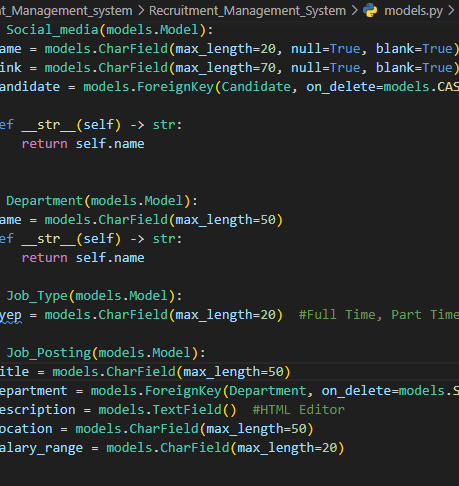 nt_Management_system > Recruitment_Management_System > models.py >
Social_media(models.Model):
ame = models.CharField(max_length=20, null=True, blank=True)
ink = models.CharField(max_length=70, null=True, blank=True)
andidate = models.ForeignKey(Candidate, on_delete=models.CAS
ef __str__(self) -> str:
return self.name
Department(models.Model):
ame = models.CharField(max_length=50)
ef __str__(self) -> str:
return self.name
Job_Type(models.Model):
yep = models.CharField(max_length=20)  #Full Time, Part Time
Job_Posting(models.Model):
itle = models.CharField(max_length=50)
epartment = models.ForeignKey(Department, on_delete=models.S
escription = models.TextField()  #HTML Editor
ocation = models.CharField(max_length=50)
alary_range = models.CharField(max_length=20)